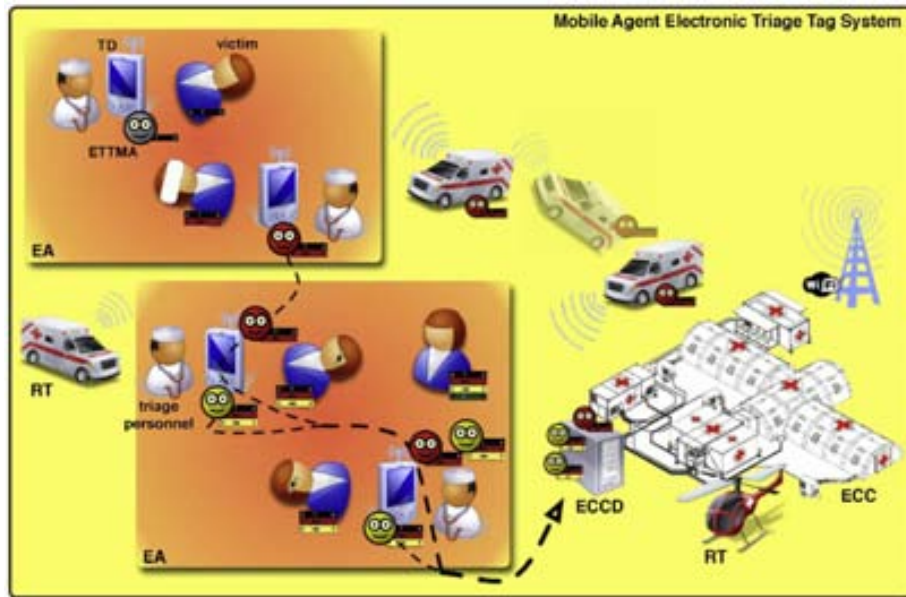 Mobile Agent Electronic Triage Tag System
TD
victim
ETTMA
EA
RT
triage
personnel
EA
ECCD
RT
ECC